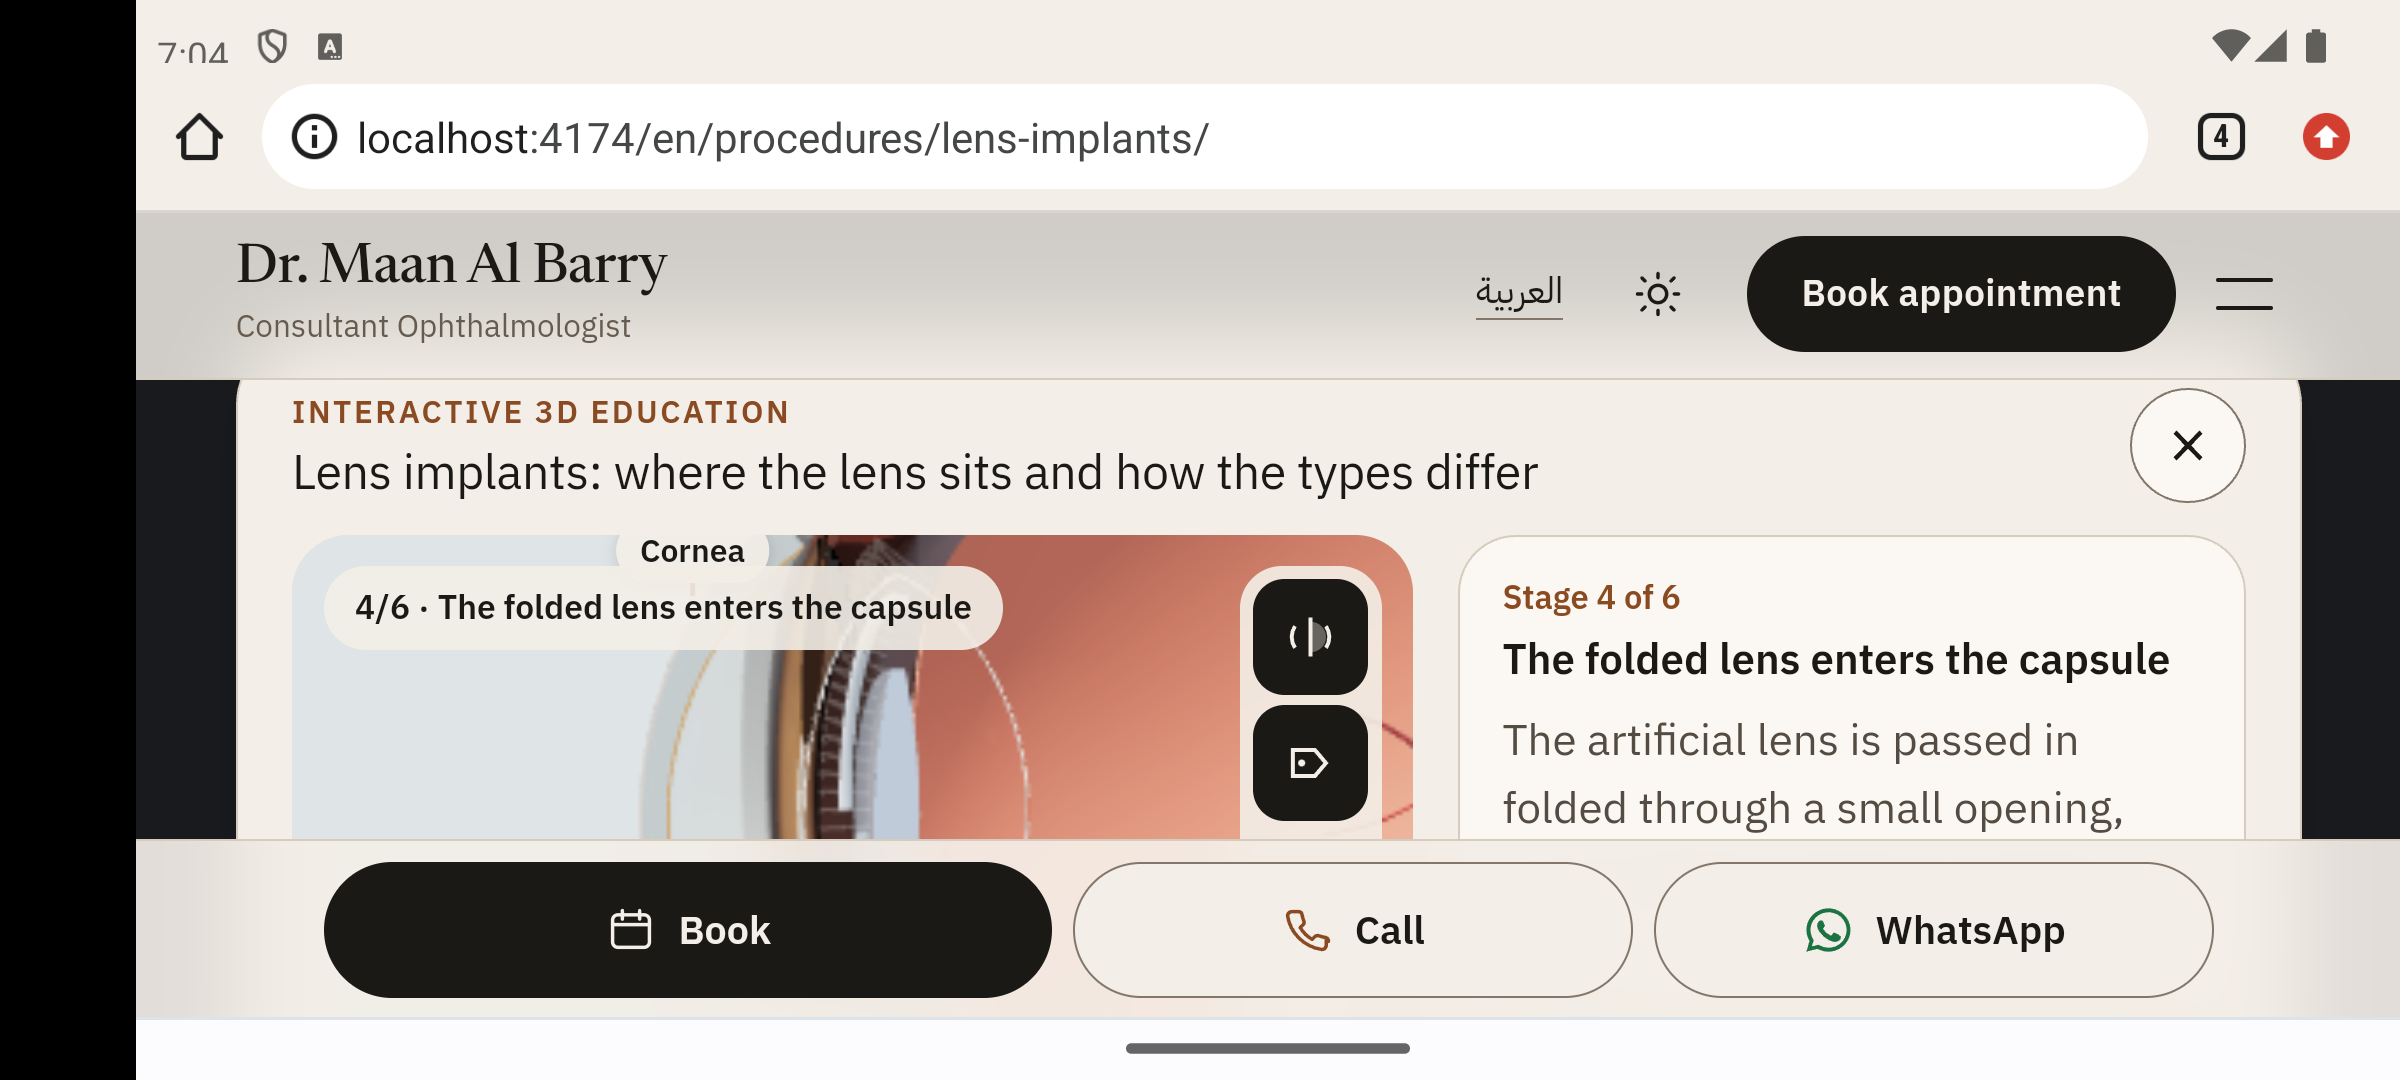 7:04
localhost:4174/en/procedures/lens-implants/
4
Dr. Maan Al Barry
Consultant Ophthalmologist
العربية
Book appointment
INTERACTIVE 3D EDUCATION
Lens implants: where the lens sits and how the types differ
Cornea
4/6 · The folded lens enters the capsule
Stage 4 of 6
The folded lens enters the capsule
The artificial lens is passed in
folded through a small opening,
Book
Call
WhatsApp